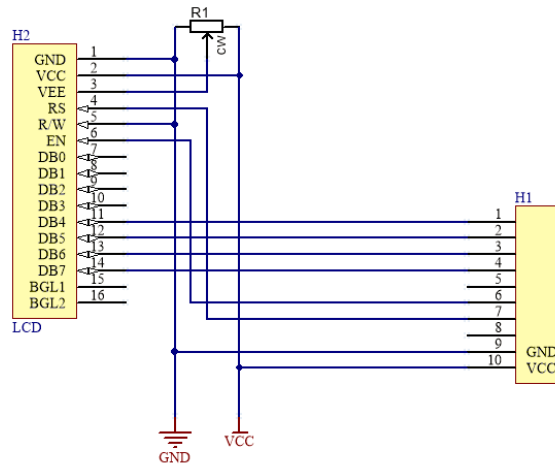 R1
CW
H2
GND 1
VCC 2
VEE 3
RS 4
R/W 5
EN 6
DB0 7
DB1 8
DB2 9
DB3 10
DB4 11
DB5 12
DB6 13
DB7 14
BGL1 15
BGL2 16
LCD
H1
1
2
3
4
5
6
7
8
9 GND
10 VCC
GND
VCC